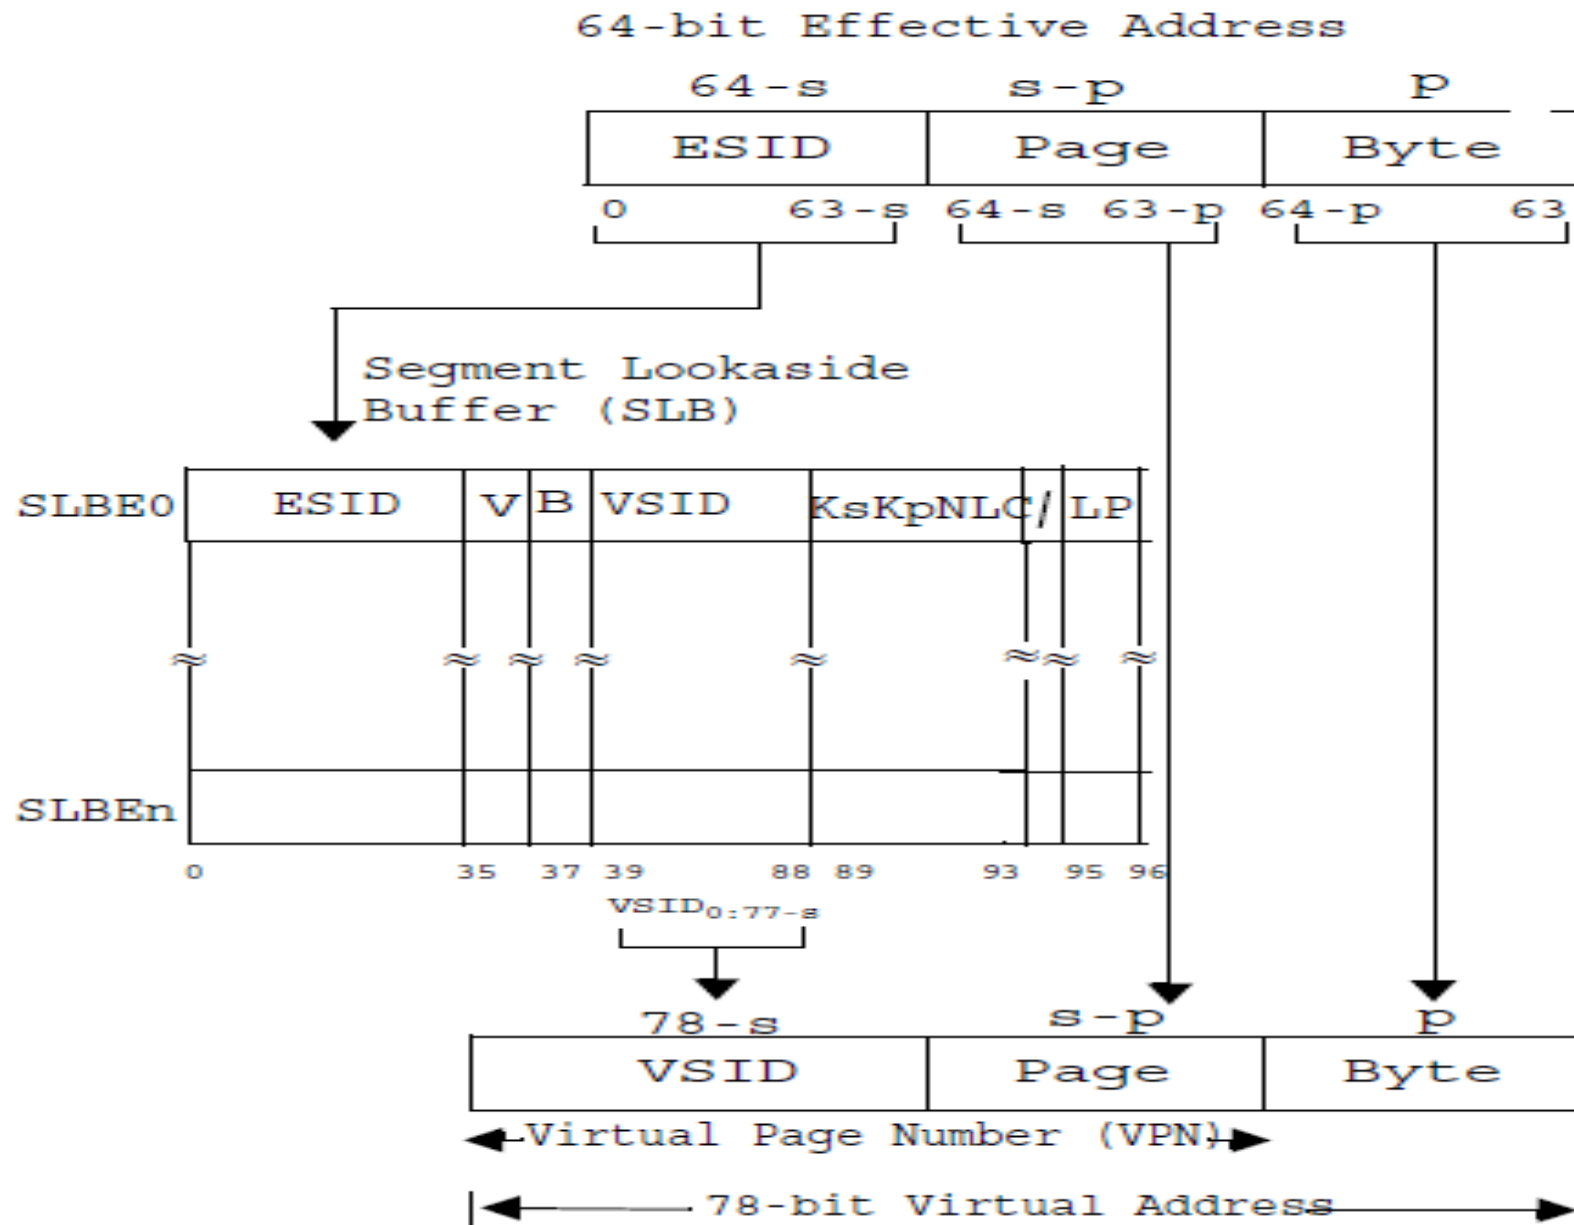 64-bit Effective Address
64-s s-p p
ESID Page Byte
0 63-s 64-s 63-p 64-p 63
Segment Lookaside
Buffer (SLB)
SLBE0 ESID V B VSID KsKpNLC / LP
SLBEn
0 35 37 39 88 89 93 95 96
VSID0:77-s
78-s s-p p
VSID Page Byte
Virtual Page Number (VPN)
78-bit Virtual Address